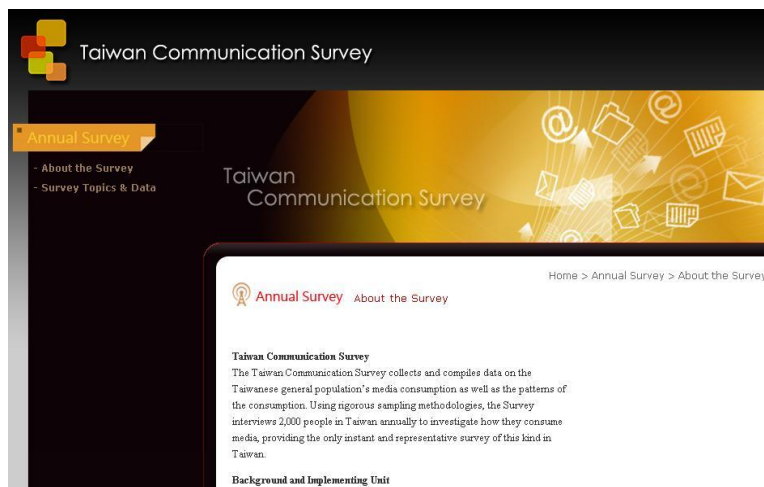 Taiwan Communication Survey
Annual Survey
- About the Survey
- Survey Topics & Data
Taiwan
Communication Survey
Home > Annual Survey > About the Survey
Annual Survey About the Survey
Taiwan Communication Survey
The Taiwan Communication Survey collects and compiles data on the
Taiwanese general population's media consumption as well as the patterns of
the consumption. Using rigorous sampling methodologies, the Survey
interviews 2,000 people in Taiwan annually to investigate how they consume
media, providing the only instant and representative survey of this kind in
Taiwan.
Background and Implementing Unit